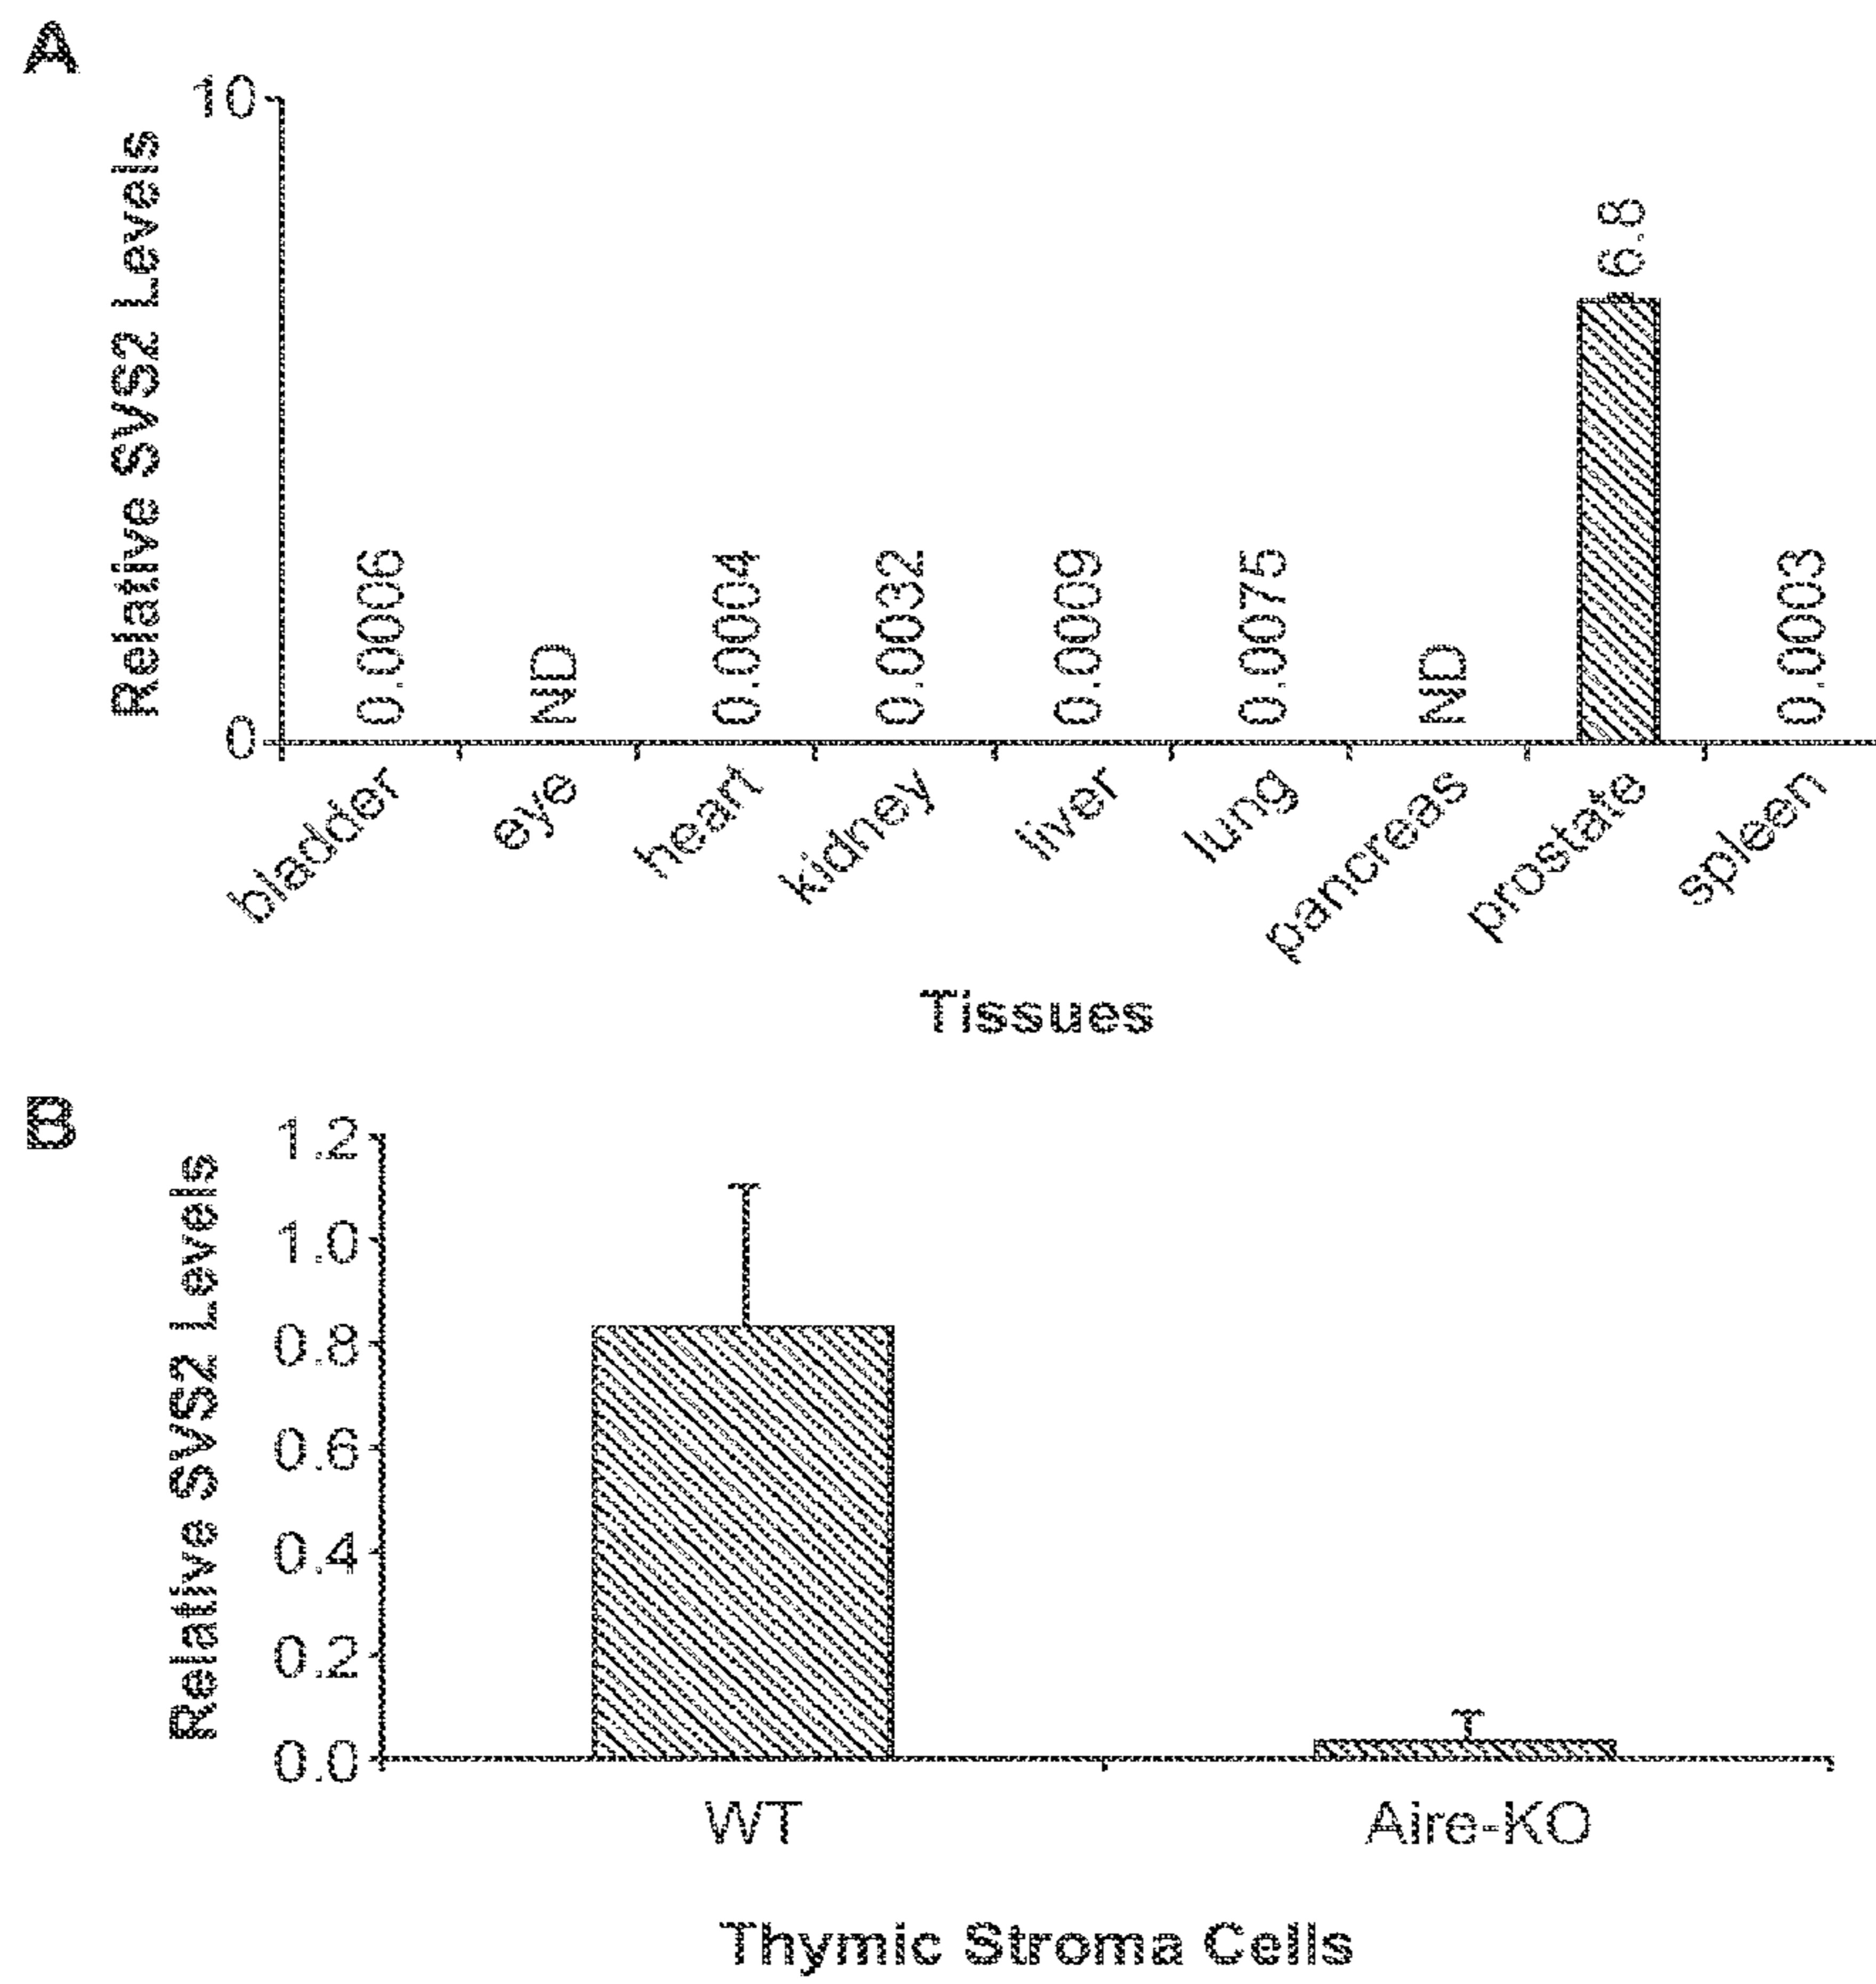 A
Relative SVS2 Levels
10
0
0.0006
ND
0.0004
0.0032
0.0009
0.0075
ND
6.8
0.0003
bladder
eye
heart
kidney
liver
lung
pancreas
prostate
spleen
Tissues
B
Relative SVS2 Levels
1.2
1.0
0.8
0.6
0.4
0.2
0.0
WT
Aire-KO
Thymic Stroma Cells